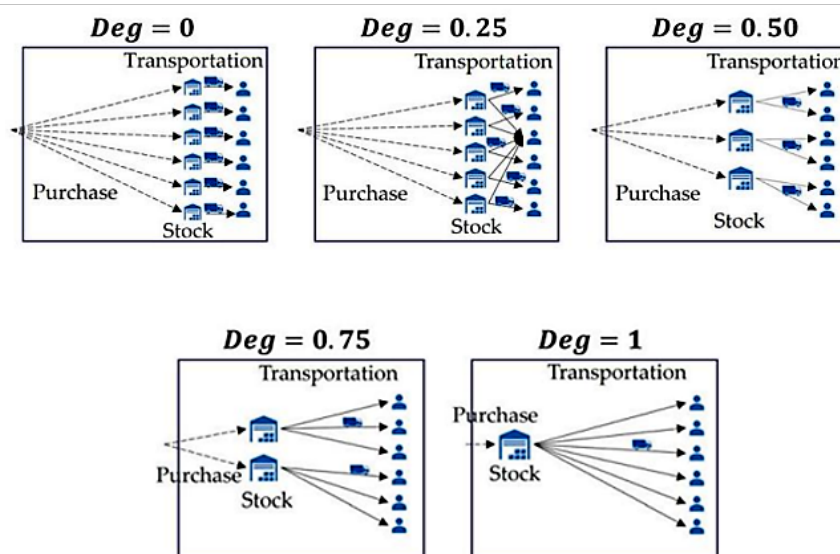 Deg = 0
Transportation
Purchase
Stock
Deg = 0.25
Transportation
Purchase
Stock
Deg = 0.50
Transportation
Purchase
Stock
Deg = 0.75
Transportation
Purchase
Stock
Deg = 1
Transportation
Purchase
Stock